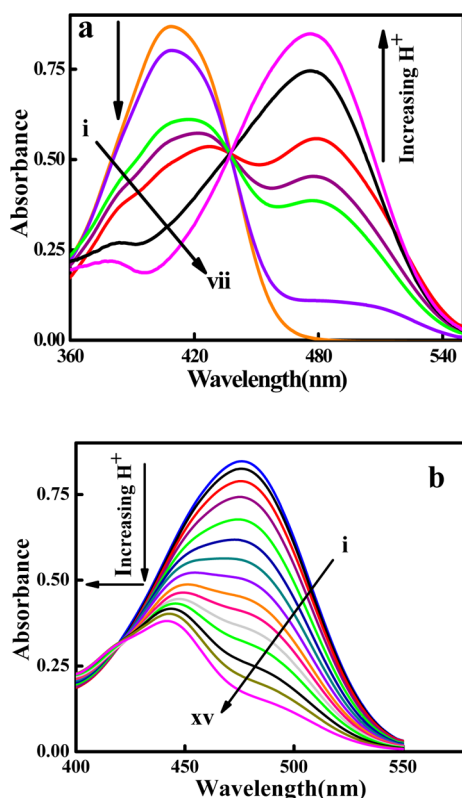 a
0.75
0.50
0.25
0.00
Absorbance
i
vii
Increasing H+
360
420
480
540
Wavelength(nm)
b
0.75
0.50
0.25
0.00
Absorbance
Increasing H+
i
xv
400
450
500
550
Wavelength(nm)